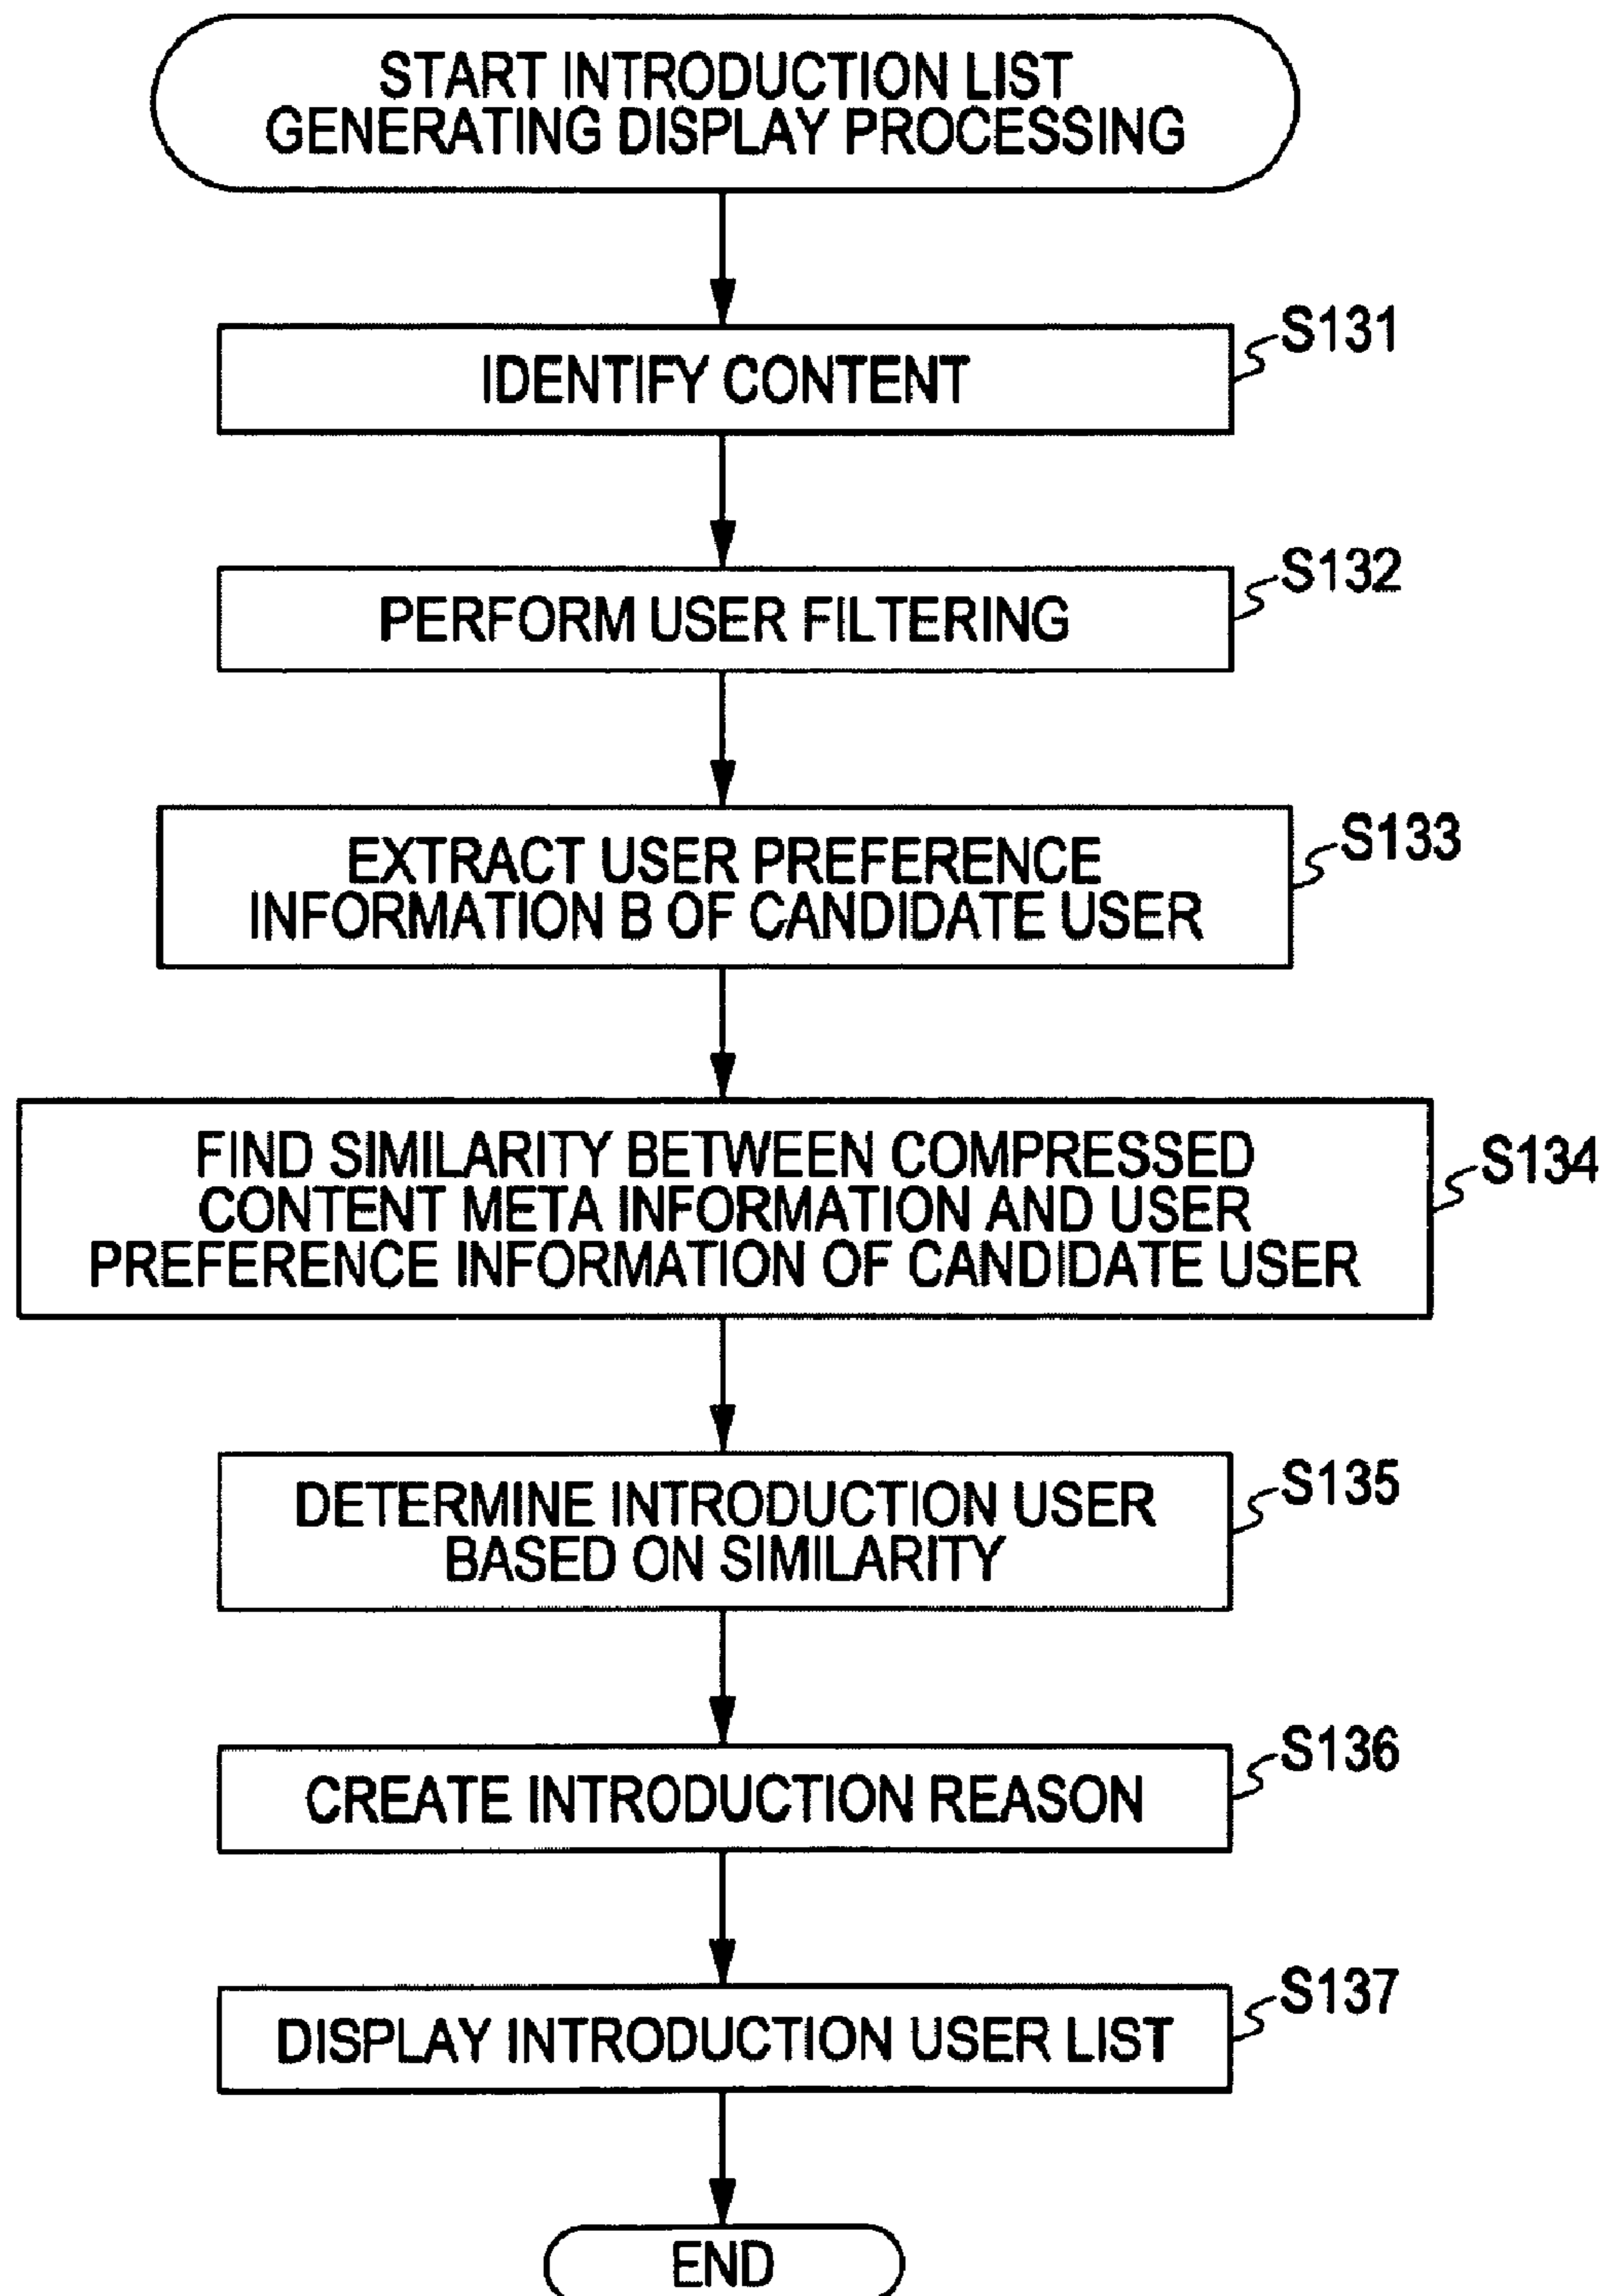 START INTRODUCTION LIST
GENERATING DISPLAY PROCESSING
S131
IDENTIFY CONTENT
S132
PERFORM USER FILTERING
S133
EXTRACT USER PREFERENCE
INFORMATION B OF CANDIDATE USER
S134
FIND SIMILARITY BETWEEN COMPRESSED
CONTENT META INFORMATION AND USER
PREFERENCE INFORMATION OF CANDIDATE USER
S135
DETERMINE INTRODUCTION USER
BASED ON SIMILARITY
S136
CREATE INTRODUCTION REASON
S137
DISPLAY INTRODUCTION USER LIST
END